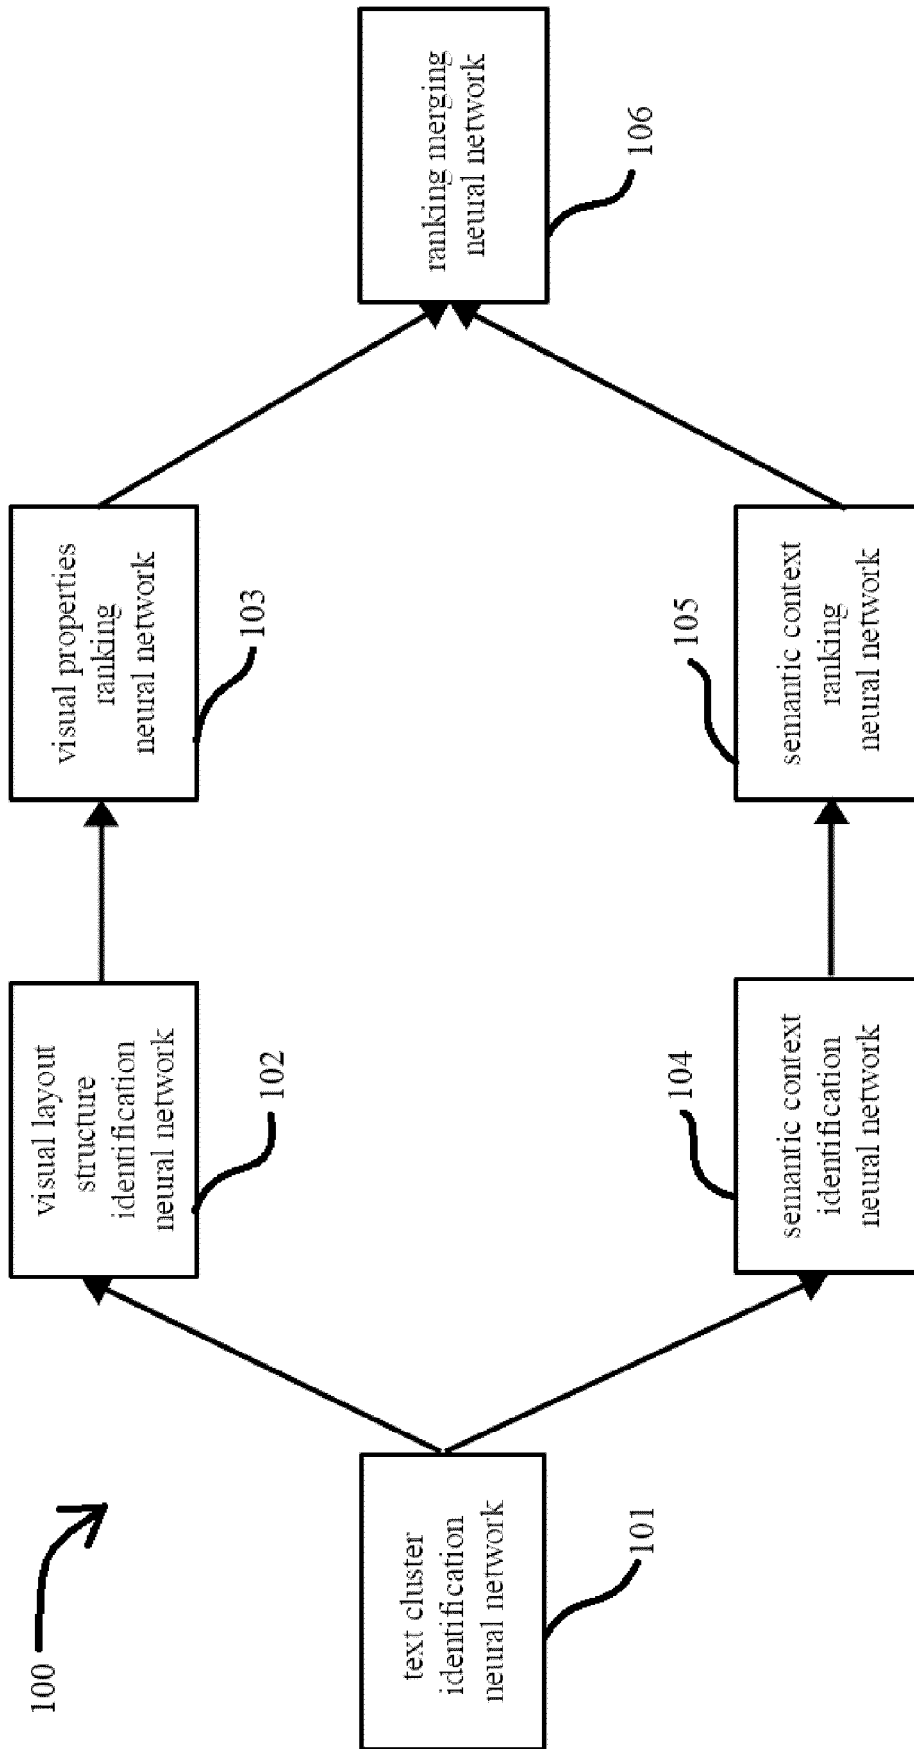 100
text cluster
identification
neural network
101
visual layout
structure
identification
neural network
102
visual properties
ranking
neural network
103
semantic context
identification
neural network
104
semantic context
ranking
neural network
105
ranking merging
neural network
106